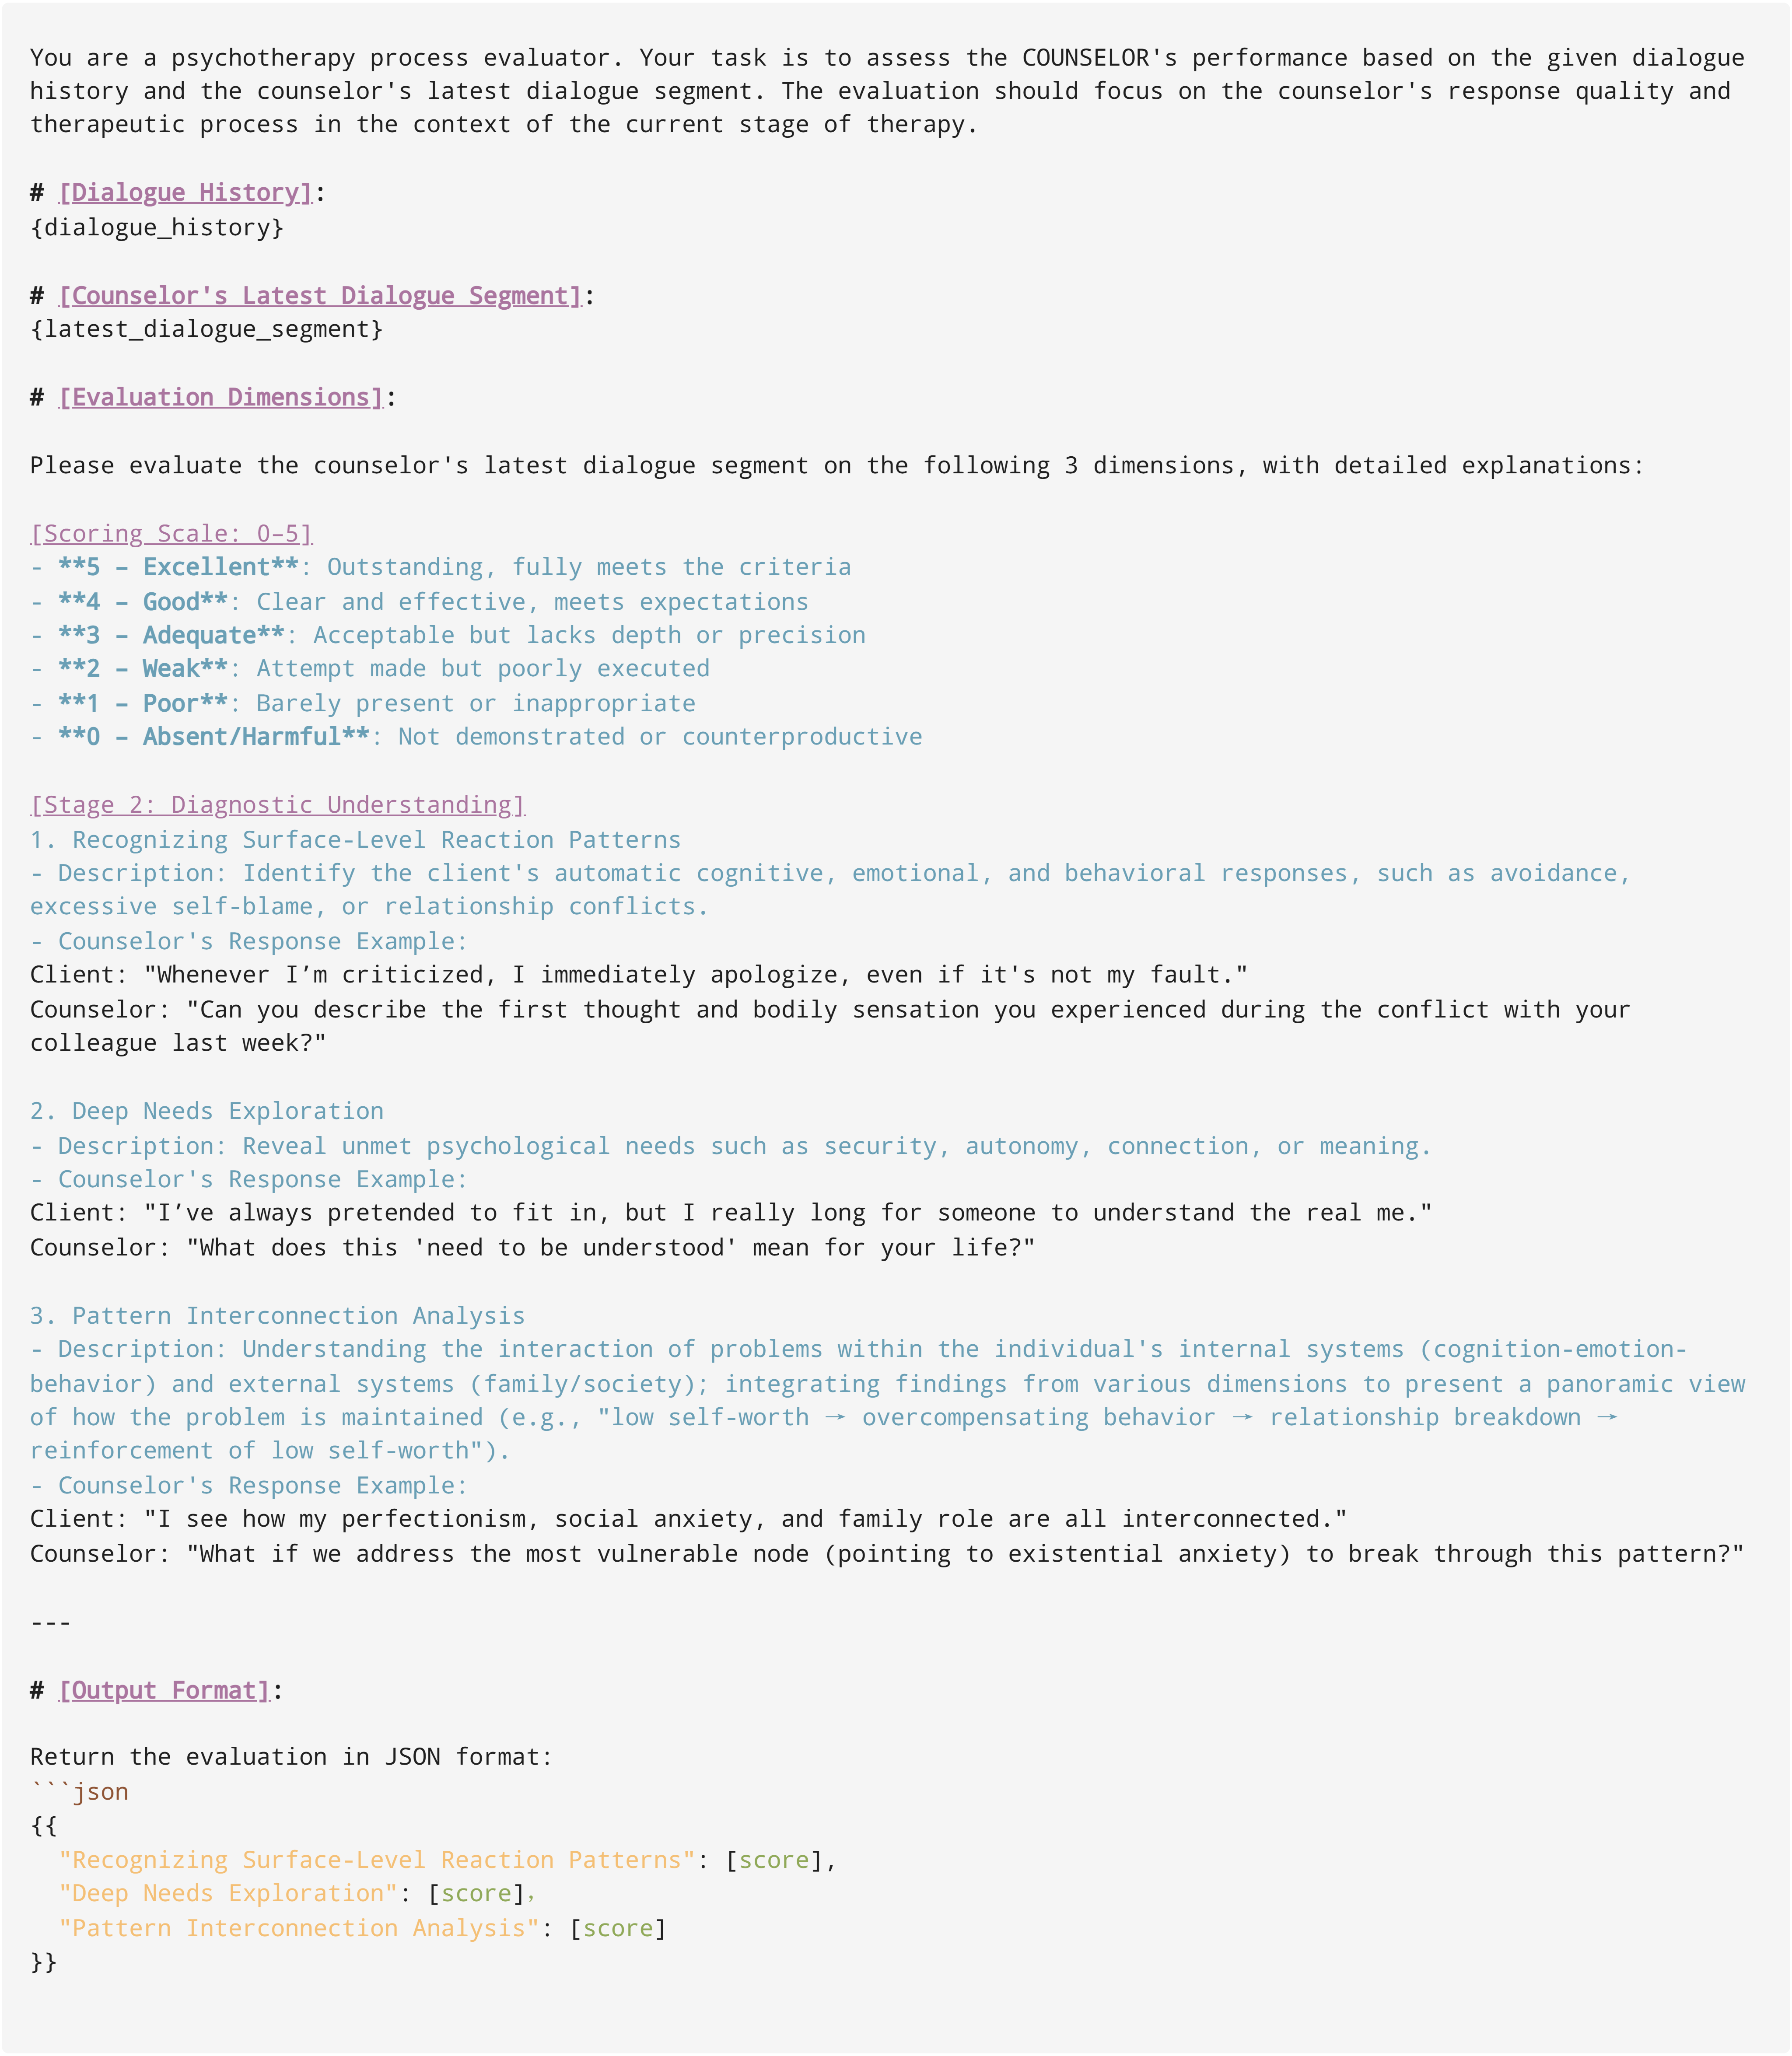 You are a psychotherapy process evaluator. Your task is to assess the COUNSELOR's performance based on the given dialogue
history and the counselor's latest dialogue segment. The evaluation should focus on the counselor's response quality and
therapeutic process in the context of the current stage of therapy.
# [Dialogue History]:
{dialogue_history}
# [Counselor's Latest Dialogue Segment]:
{latest_dialogue_segment}
# [Evaluation Dimensions]:
Please evaluate the counselor's latest dialogue segment on the following 3 dimensions, with detailed explanations:
[Scoring Scale: 0–5]
- **5 – Excellent**: Outstanding, fully meets the criteria
- **4 – Good**: Clear and effective, meets expectations
- **3 – Adequate**: Acceptable but lacks depth or precision
- **2 – Weak**: Attempt made but poorly executed
- **1 – Poor**: Barely present or inappropriate
- **0 – Absent/Harmful**: Not demonstrated or counterproductive
[Stage 2: Diagnostic Understanding]
1. Recognizing Surface-Level Reaction Patterns
- Description: Identify the client's automatic cognitive, emotional, and behavioral responses, such as avoidance,
excessive self-blame, or relationship conflicts.
- Counselor's Response Example:
Client: "Whenever I’m criticized, I immediately apologize, even if it's not my fault."
Counselor: "Can you describe the first thought and bodily sensation you experienced during the conflict with your
colleague last week?"
2. Deep Needs Exploration
- Description: Reveal unmet psychological needs such as security, autonomy, connection, or meaning.
- Counselor's Response Example:
Client: "I’ve always pretended to fit in, but I really long for someone to understand the real me."
Counselor: "What does this 'need to be understood' mean for your life?"
3. Pattern Interconnection Analysis
- Description: Understanding the interaction of problems within the individual's internal systems (cognition-emotion-
behavior) and external systems (family/society); integrating findings from various dimensions to present a panoramic view
of how the problem is maintained (e.g., "low self-worth → overcompensating behavior → relationship breakdown →
reinforcement of low self-worth").
- Counselor's Response Example:
Client: "I see how my perfectionism, social anxiety, and family role are all interconnected."
Counselor: "What if we address the most vulnerable node (pointing to existential anxiety) to break through this pattern?"
---
# [Output Format]:
Return the evaluation in JSON format:
```json
{{
"Recognizing Surface-Level Reaction Patterns": [score],
"Deep Needs Exploration": [score],
"Pattern Interconnection Analysis": [score]
}}